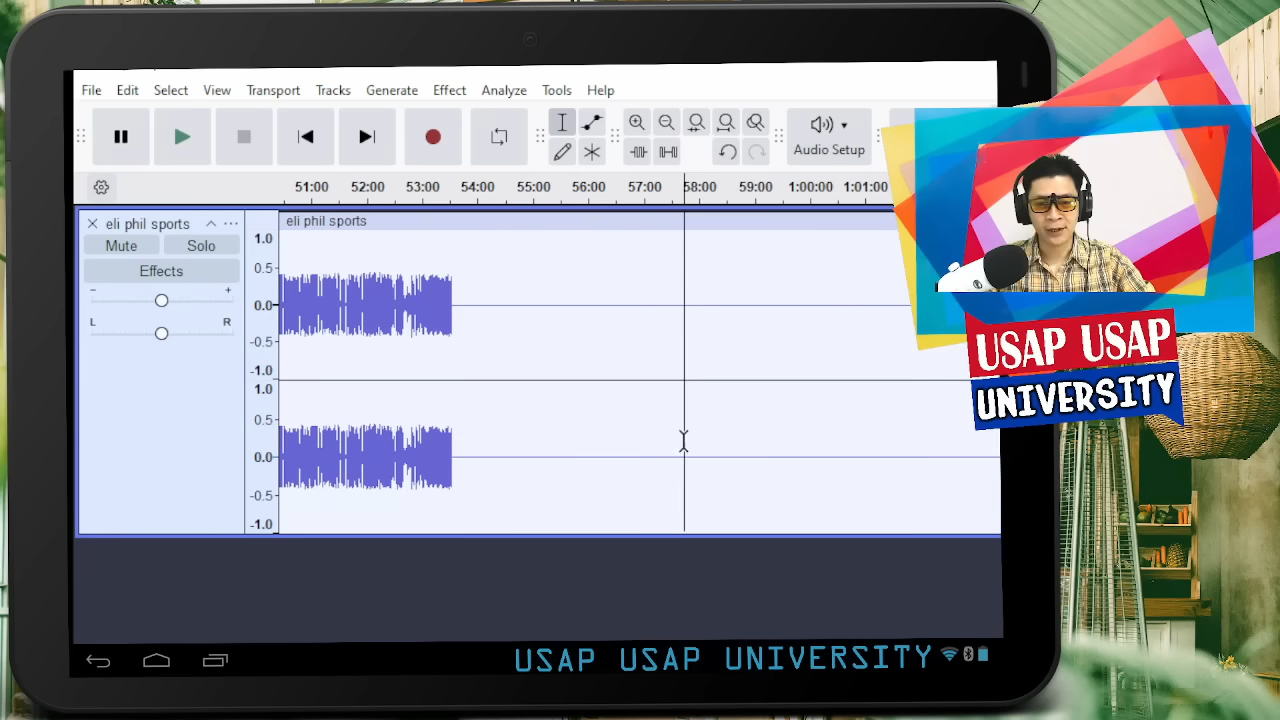 File Edit Select View Transport Tracks Generate Effect Analyze Tools Help
Audio Setup
51:00 52:00 53:00 54:00 55:00 56:00 57:00 58:00 59:00 1:00:00 1:01:00
eli phil sports
eli phil sports
Mute Solo
Effects
- +
L R
1.0
0.5
0.0
-0.5
-1.0
1.0
0.5
0.0
-0.5
-1.0
USAP USAP
UNIVERSITY
USAP USAP UNIVERSITY